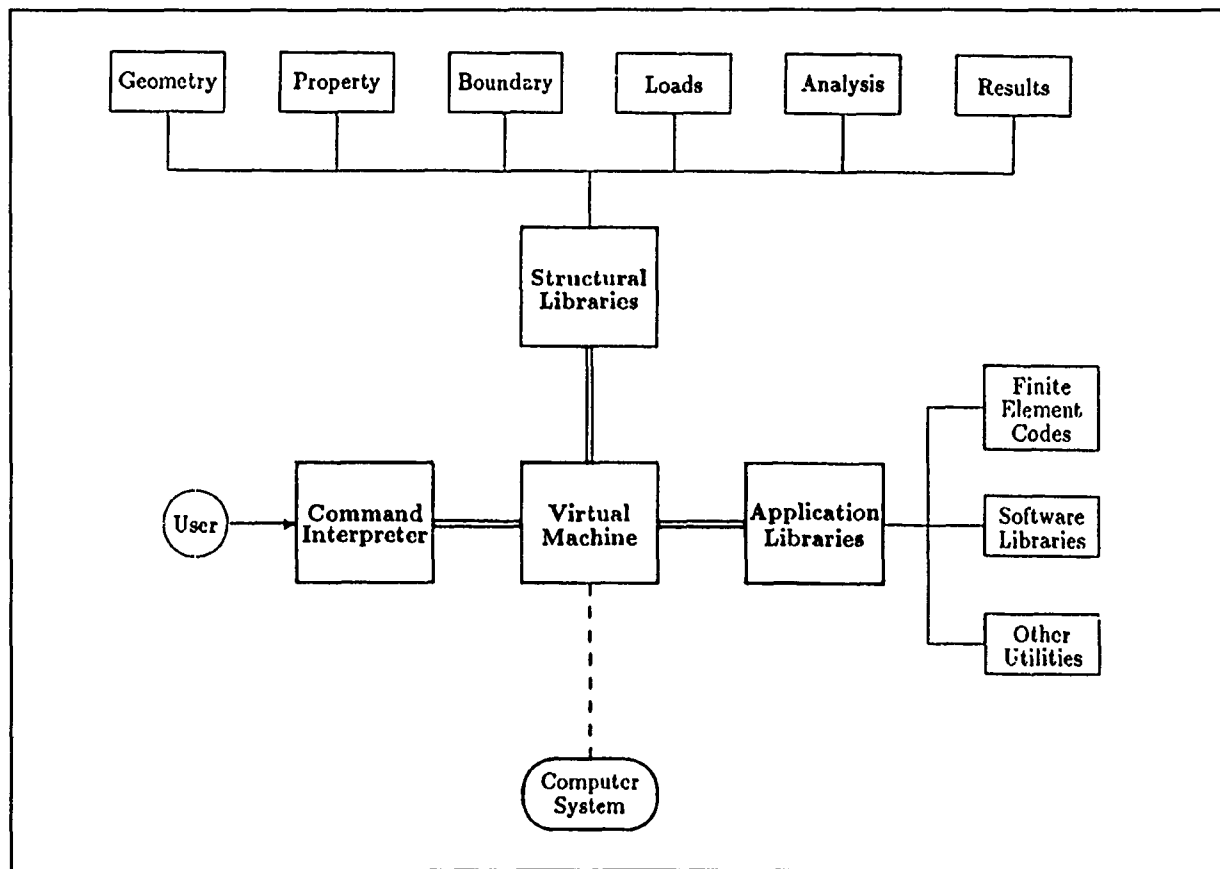 Geometry
Property
Boundary
Loads
Analysis
Results
Structural
Libraries
Finite
Element
Codes
User
Command
Interpreter
Virtual
Machine
Application
Libraries
Software
Libraries
Other
Utilities
Computer
System